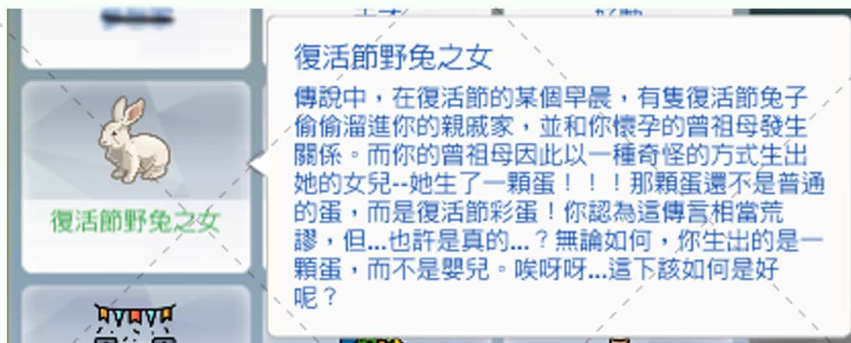 復活節野兔之女
傳說中，在復活節的某個早晨，有隻復活節兔子
偷偷溜進你的親戚家，並和你懷孕的曾祖母發生
關係。而你的曾祖母因此以一種奇怪的方式生出
她的女兒--她生了一顆蛋！！！那顆蛋還不是普通
的蛋，而是復活節彩蛋！你認為這傳言相當荒
謬，但...也許是真的...？無論如何，你生出的是一
顆蛋，而不是嬰兒。唉呀呀...這下該如何是好
呢？
復活節野兔之女